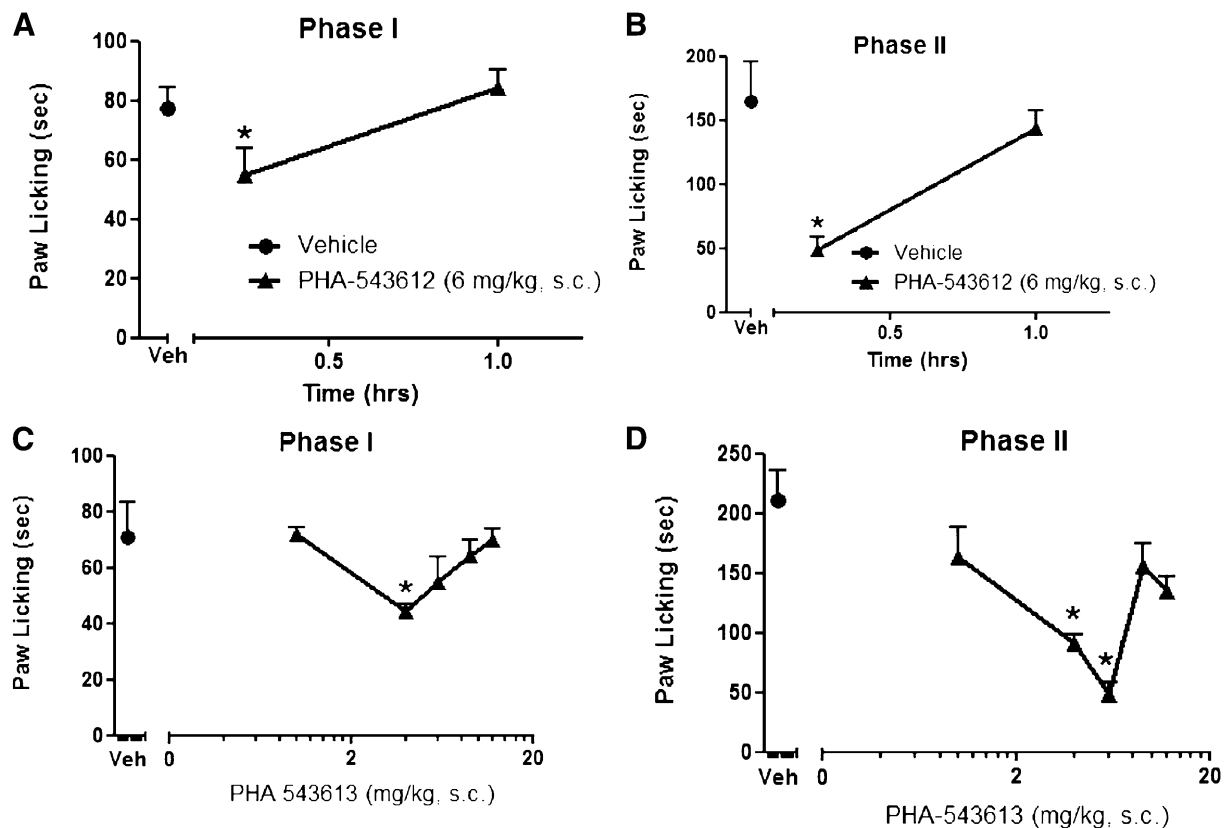 A
Phase I
Paw Licking (sec)
100
80
60
40
20
0
*
Vehicle
PHA-543612 (6 mg/kg, s.c.)
Veh
0.5
1.0
Time (hrs)
B
Phase II
Paw Licking (sec)
200
150
100
50
0
*
Vehicle
PHA-543612 (6 mg/kg, s.c.)
Veh
0.5
1.0
Time (hrs)
C
Phase I
Paw Licking (sec)
100
80
60
40
20
0
*
Veh
0
2
20
PHA 543613 (mg/kg, s.c.)
D
Phase II
Paw Licking (sec)
250
200
150
100
50
0
*
*
Veh
0
2
20
PHA-543613 (mg/kg, s.c.)